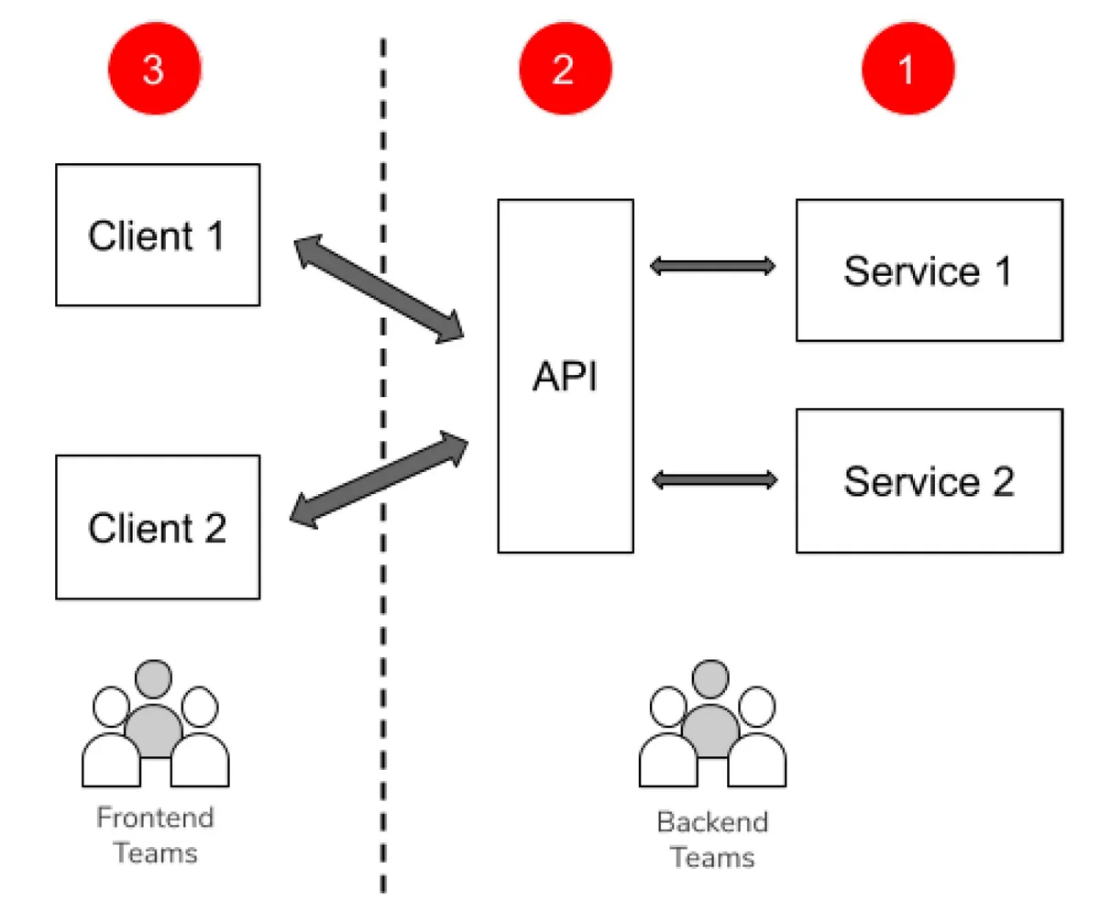 3
2
1
Client 1
Service 1
API
Service 2
Client 2
Frontend
Teams
Backend
Teams